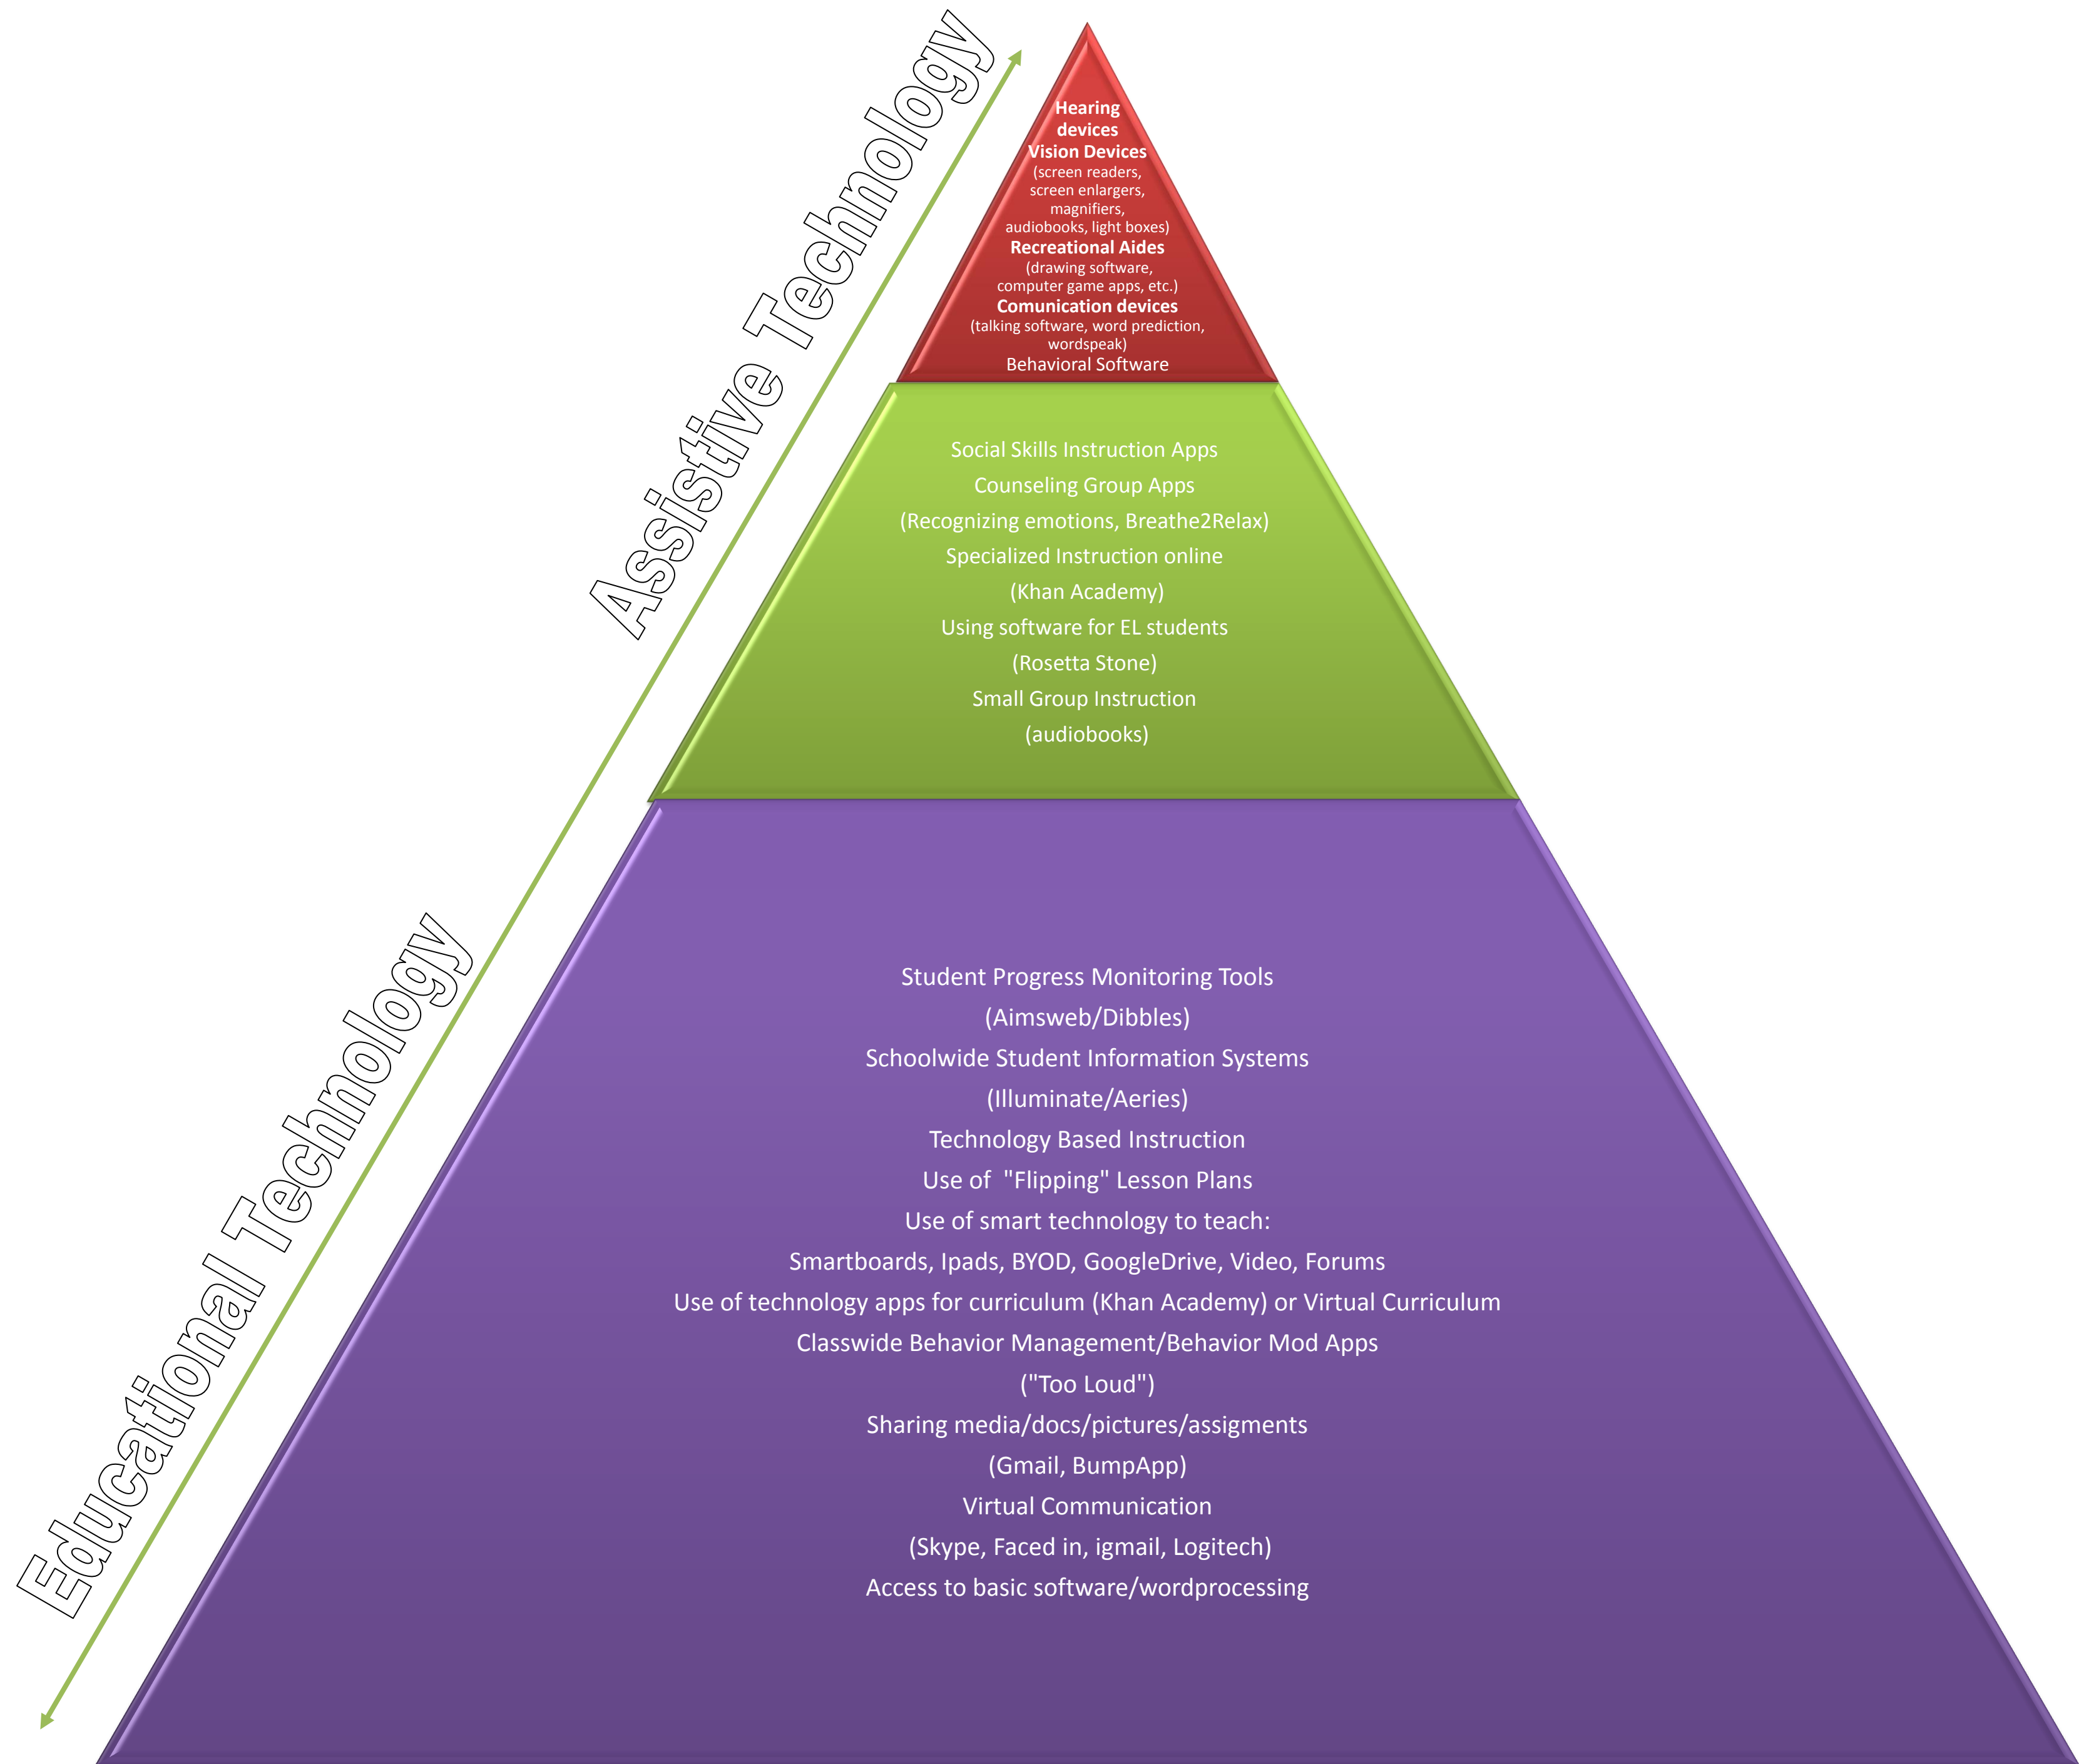 Assistive Technology
Educational Technology
Hearing
devices
Vision Devices
(screen readers,
screen enlargers,
magnifiers,
audiobooks, light boxes)
Recreational Aides
(drawing software,
computer game apps, etc.)
Comunication devices
(talking software, word prediction,
wordspeak)
Behavioral Software
Social Skills Instruction Apps
Counseling Group Apps
(Recognizing emotions, Breathe2Relax)
Specialized Instruction online
(Khan Academy)
Using software for EL students
(Rosetta Stone)
Small Group Instruction
(audiobooks)
Student Progress Monitoring Tools
(Aimsweb/Dibbles)
Schoolwide Student Information Systems
(Illuminate/Aeries)
Technology Based Instruction
Use of "Flipping" Lesson Plans
Use of smart technology to teach:
Smartboards, Ipads, BYOD, GoogleDrive, Video, Forums
Use of technology apps for curriculum (Khan Academy) or Virtual Curriculum
Classwide Behavior Management/Behavior Mod Apps
("Too Loud")
Sharing media/docs/pictures/assigments
(Gmail, BumpApp)
Virtual Communication
(Skype, Faced in, igmail, Logitech)
Access to basic software/wordprocessing